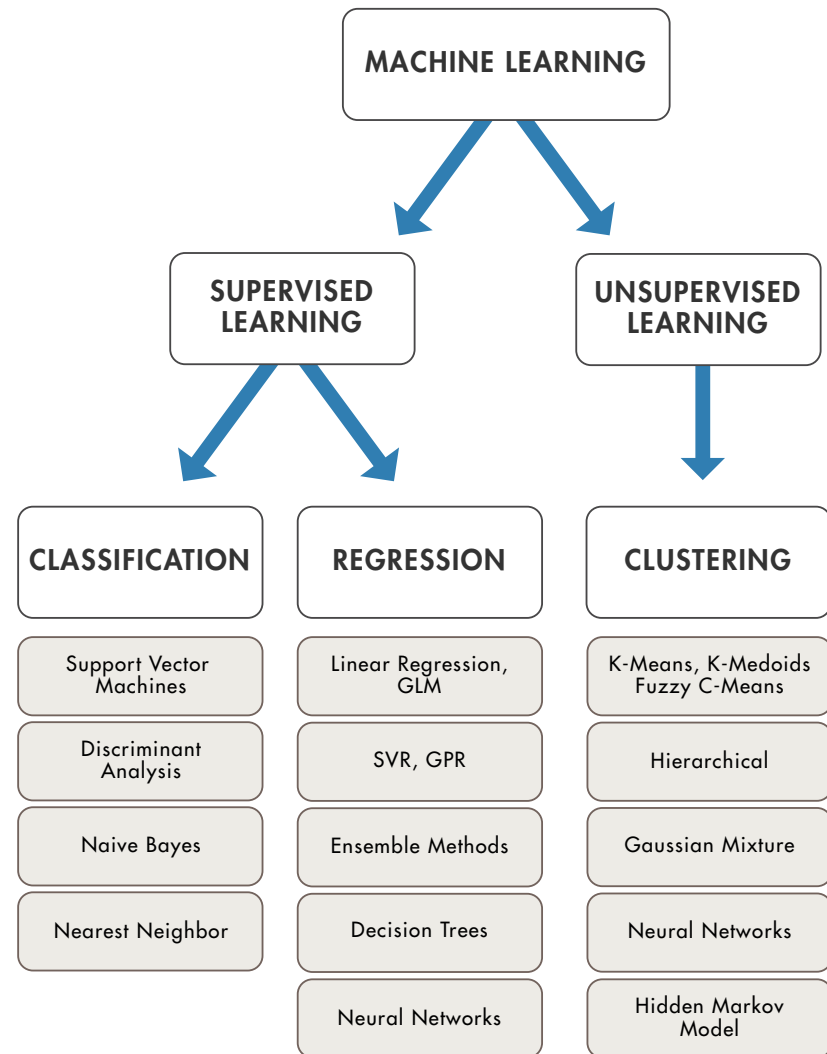 MACHINE LEARNING
SUPERVISED
LEARNING
UNSUPERVISED
LEARNING
CLASSIFICATION
REGRESSION
CLUSTERING
Support Vector
Machines
Discriminant
Analysis
Naive Bayes
Nearest Neighbor
Linear Regression,
GLM
SVR, GPR
Ensemble Methods
Decision Trees
Neural Networks
K-Means, K-Medoids
Fuzzy C-Means
Hierarchical
Gaussian Mixture
Neural Networks
Hidden Markov
Model